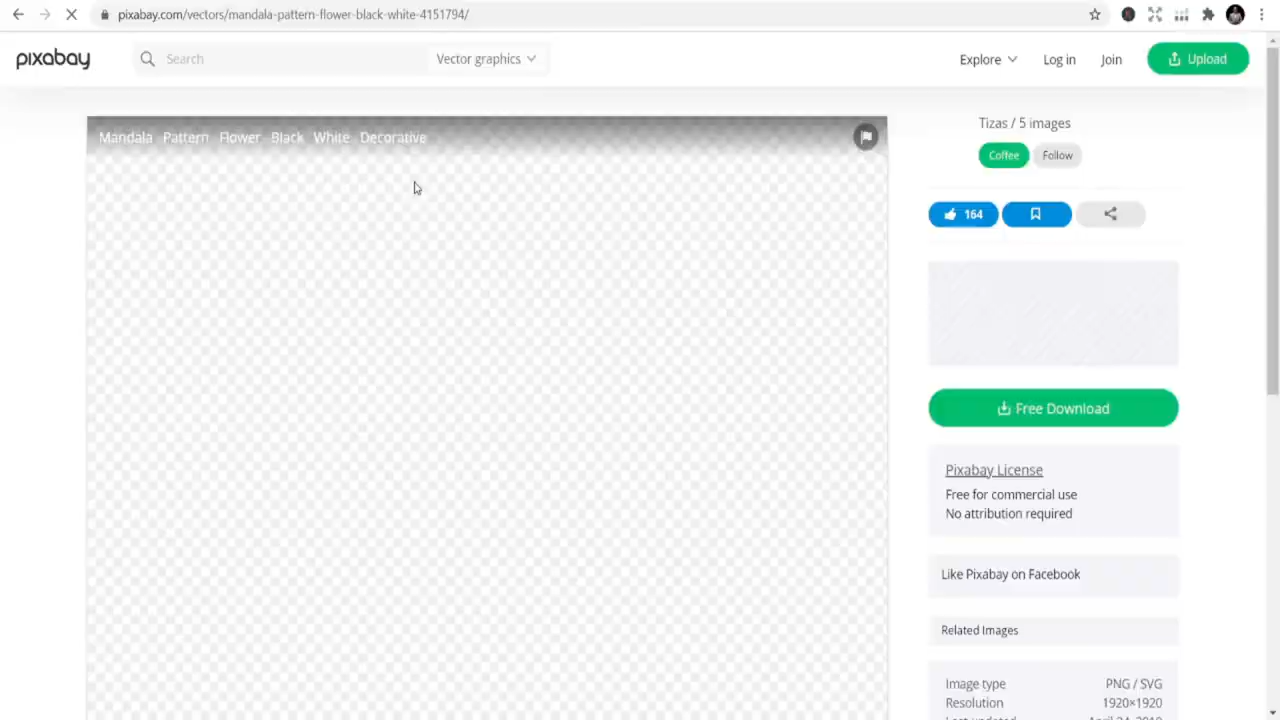 pixabay.com/vectors/mandala-pattern-flower-black-white-4151794/
pixabay
Search
Vector graphics
Explore
Log in
Join
Upload
Mandala Pattern Flower Black White Decorative
Tizas / 5 images
Coffee
Follow
164
Free Download
Pixabay License
Free for commercial use
No attribution required
Like Pixabay on Facebook
Related Images
Image type PNG / SVG
Resolution 1920×1920
Last updated